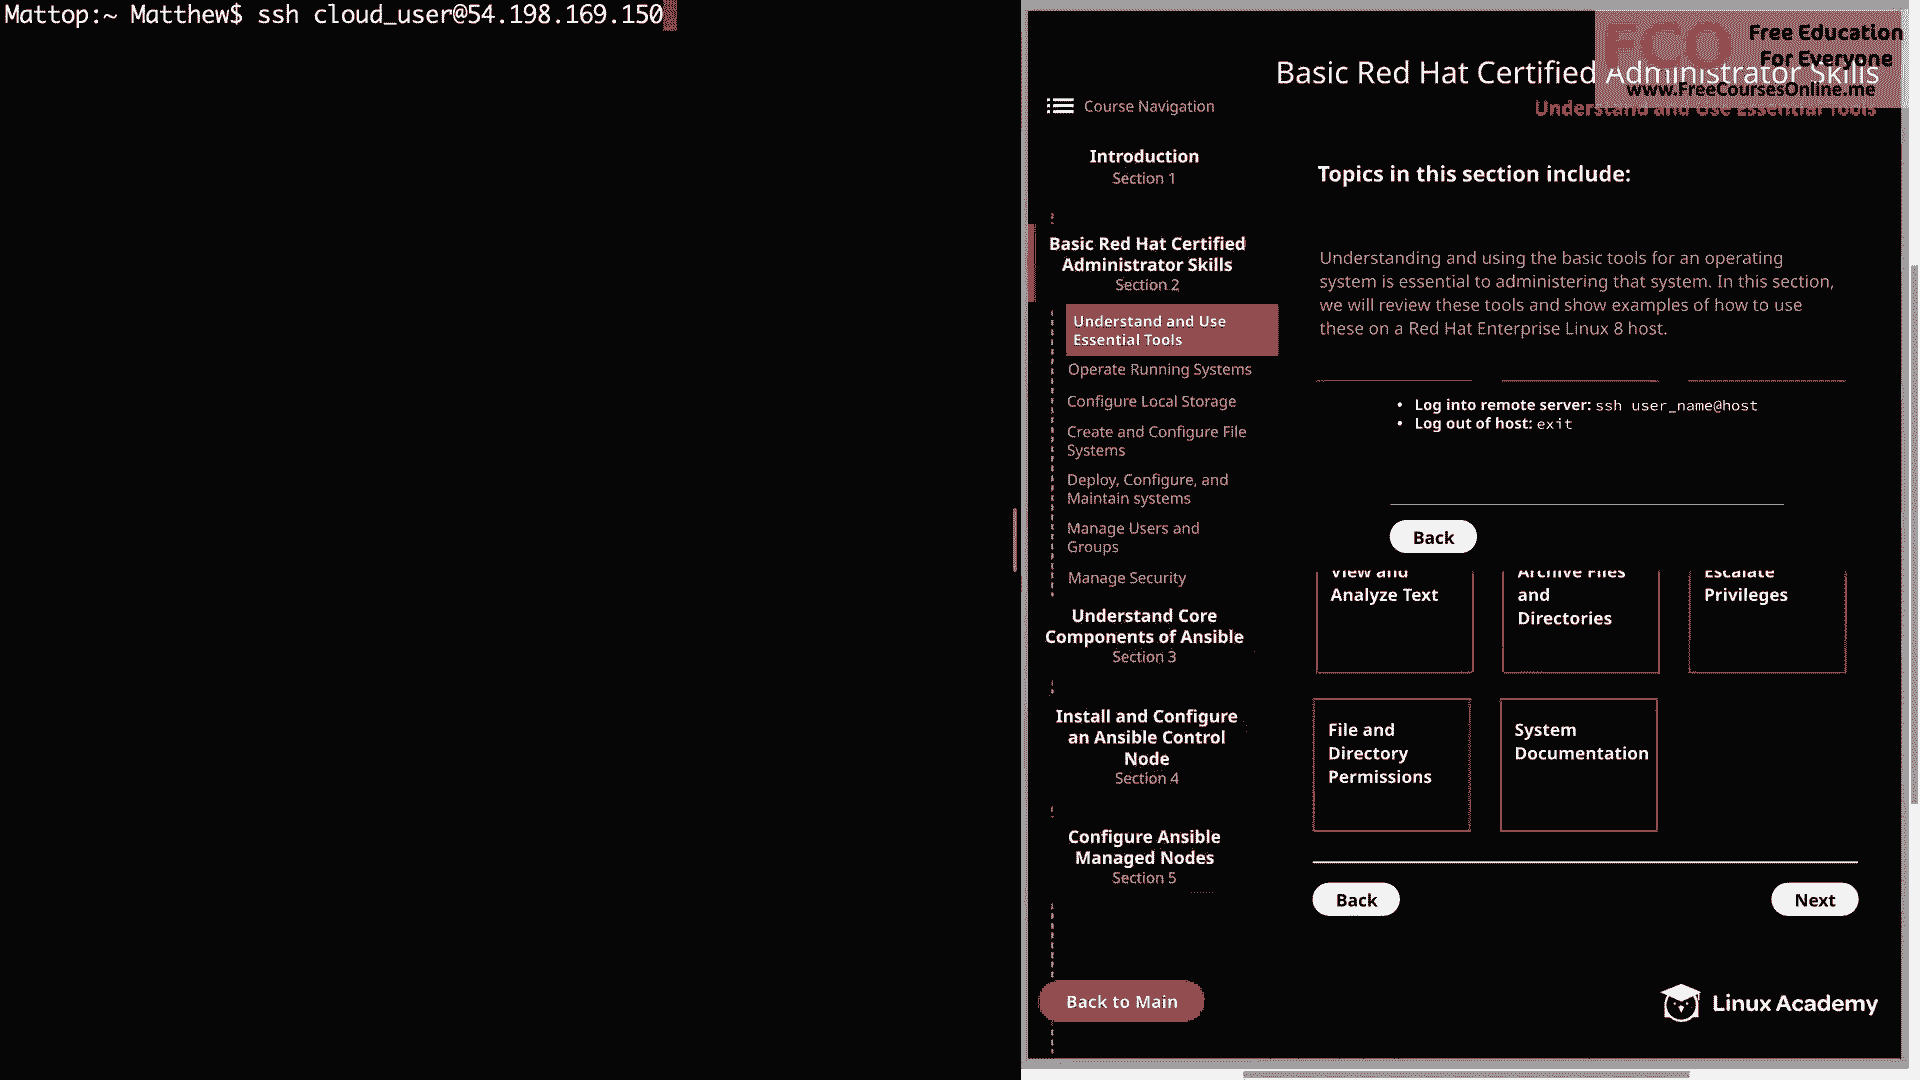 Mattop:~ Matthew$ ssh cloud_user@54.198.169.150
FCO
Free Education
For Everyone
www.FreeCoursesOnline.me
Basic Red Hat Certified Administrator Skills
Understand and Use Essential Tools
Course Navigation
Introduction
Section 1
Basic Red Hat Certified
Administrator Skills
Section 2
Understand and Use
Essential Tools
Operate Running Systems
Configure Local Storage
Create and Configure File
Systems
Deploy, Configure, and
Maintain systems
Manage Users and
Groups
Manage Security
Understand Core
Components of Ansible
Section 3
Install and Configure
an Ansible Control
Node
Section 4
Configure Ansible
Managed Nodes
Section 5
Back to Main
Topics in this section include:
Understanding and using the basic tools for an operating
system is essential to administering that system. In this section,
we will review these tools and show examples of how to use
these on a Red Hat Enterprise Linux 8 host.
• Log into remote server: ssh user_name@host
• Log out of host: exit
Back
View and
Analyze Text
Archive Files
and
Directories
Escalate
Privileges
File and
Directory
Permissions
System
Documentation
Back
Next
Linux Academy